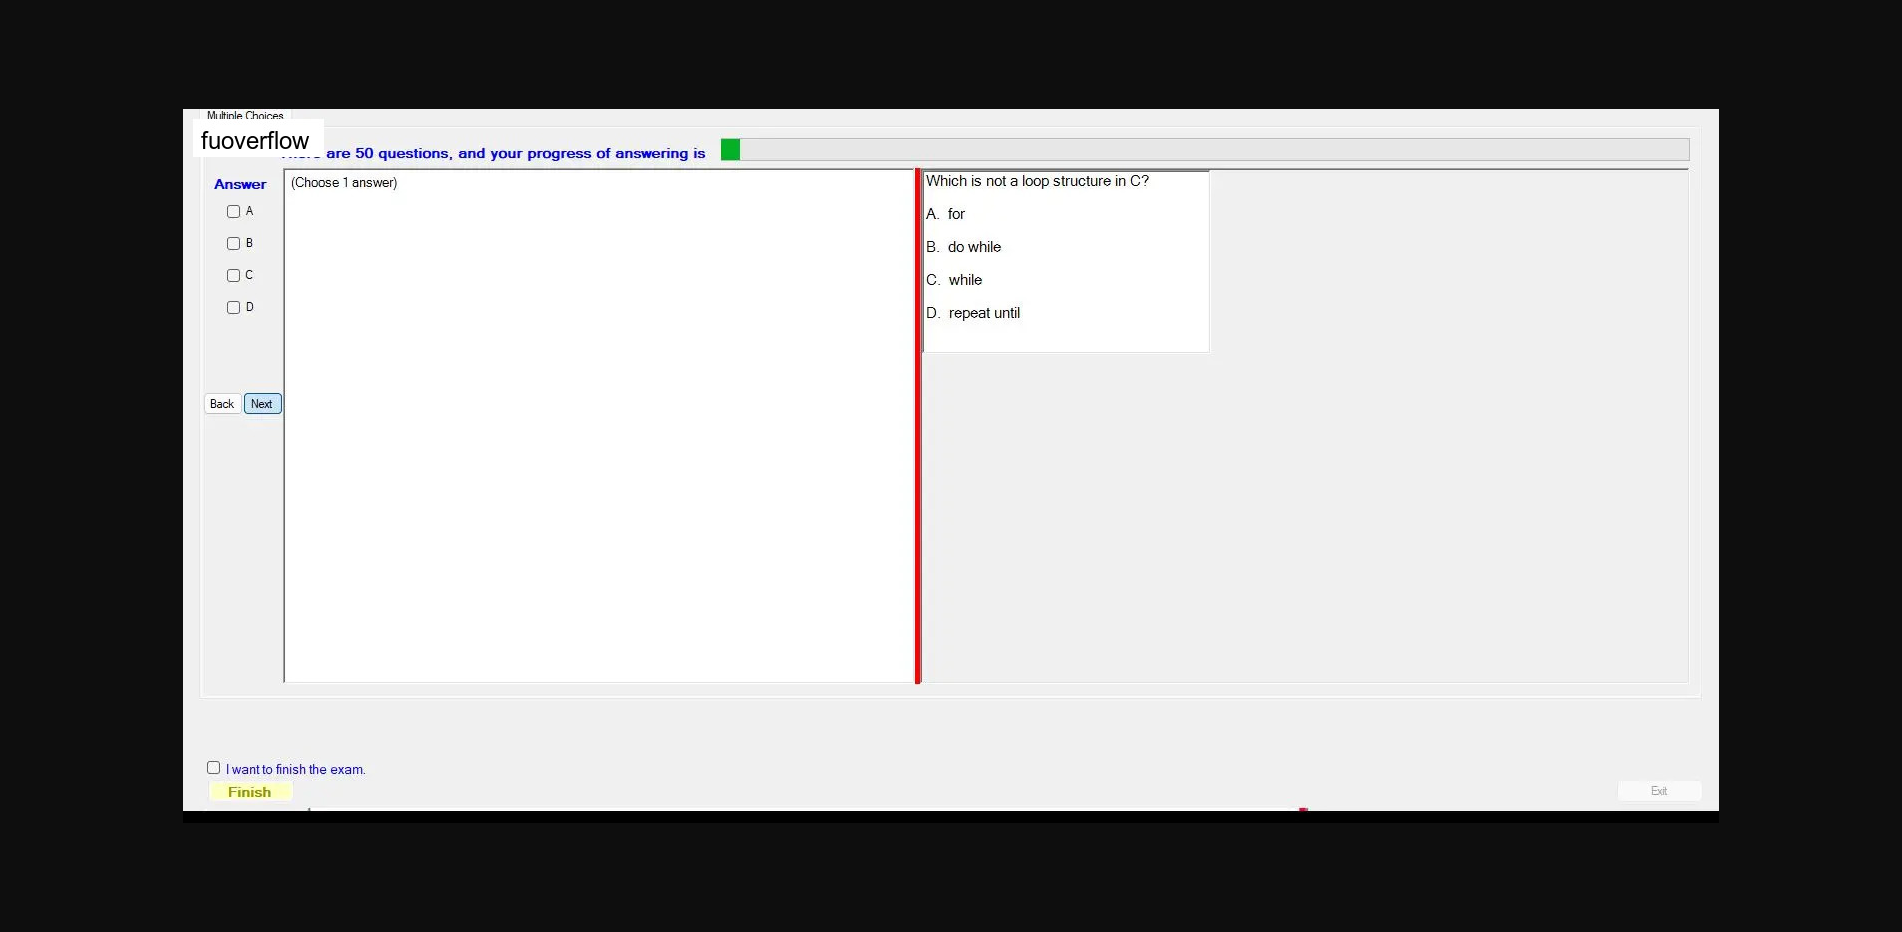 Multiple Choices
fuoverflow
are 50 questions, and your progress of answering is
Answer
(Choose 1 answer)
A
B
C
D
Back
Next
Which is not a loop structure in C?
A. for
B. do while
C. while
D. repeat until
I want to finish the exam.
Finish
Exit